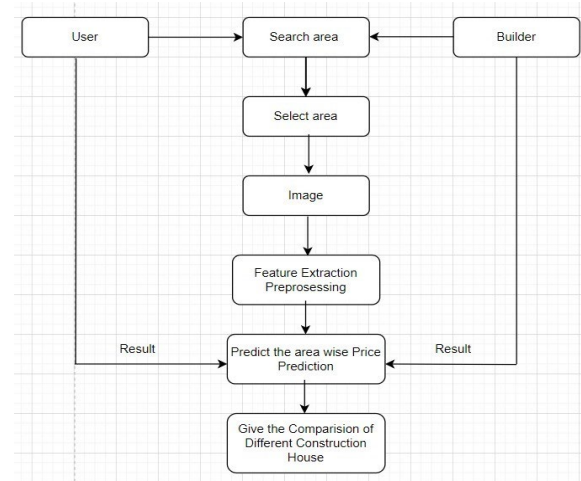 User
Search area
Builder
Select area
Image
Feature Extraction
Preprosessing
Result
Predict the area wise Price
Prediction
Result
Give the Comparision of
Different Construction
House